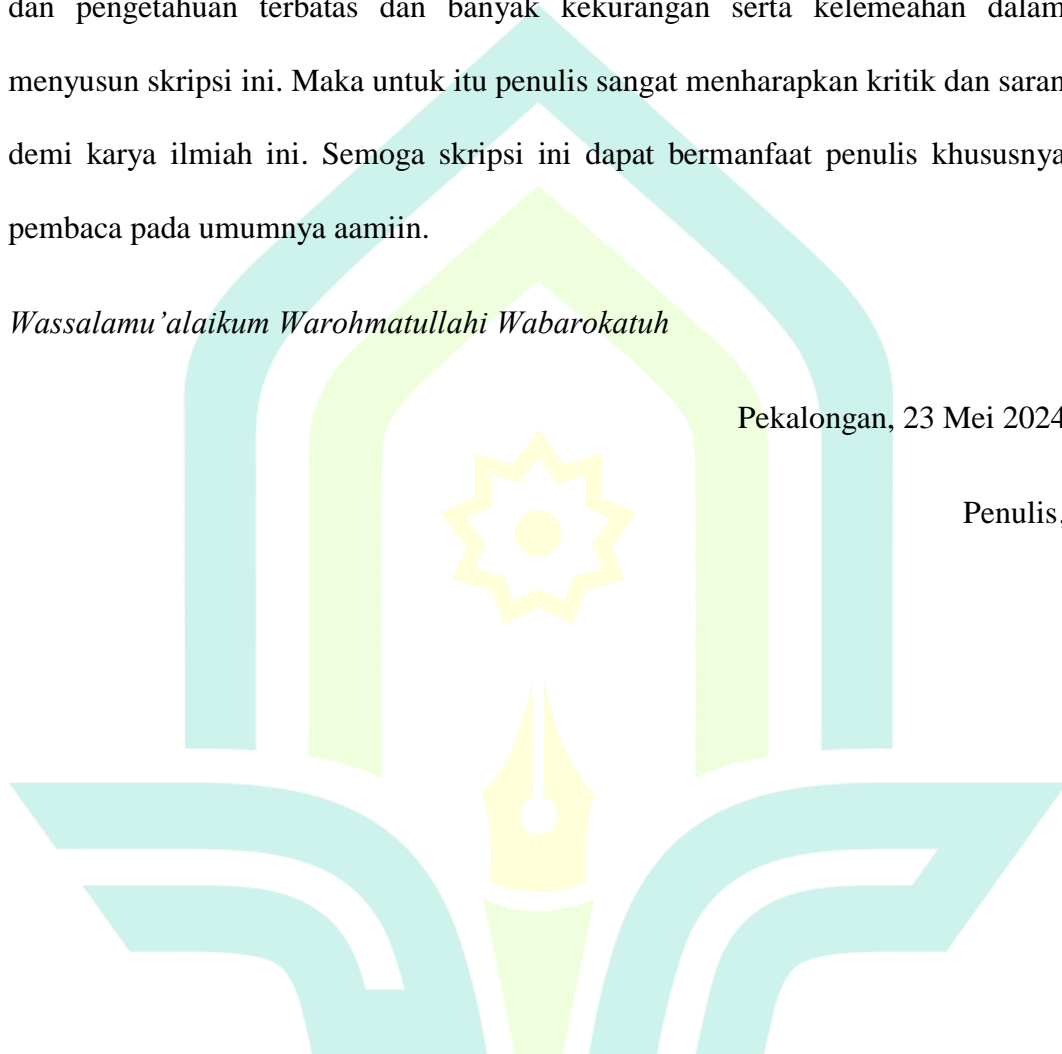 dan pengetahuan terbatas dan banyak kekurangan serta kelemeahan dalam
menyusun skripsi ini. Maka untuk itu penulis sangat menharapkan kritik dan saran
demi karya ilmiah ini. Semoga skripsi ini dapat bermanfaat penulis khususnya
pembaca pada umumnya aamiin.
Wassalamu’alaikum Warohmatullahi Wabarokatuh
Pekalongan, 23 Mei 2024
Penulis,